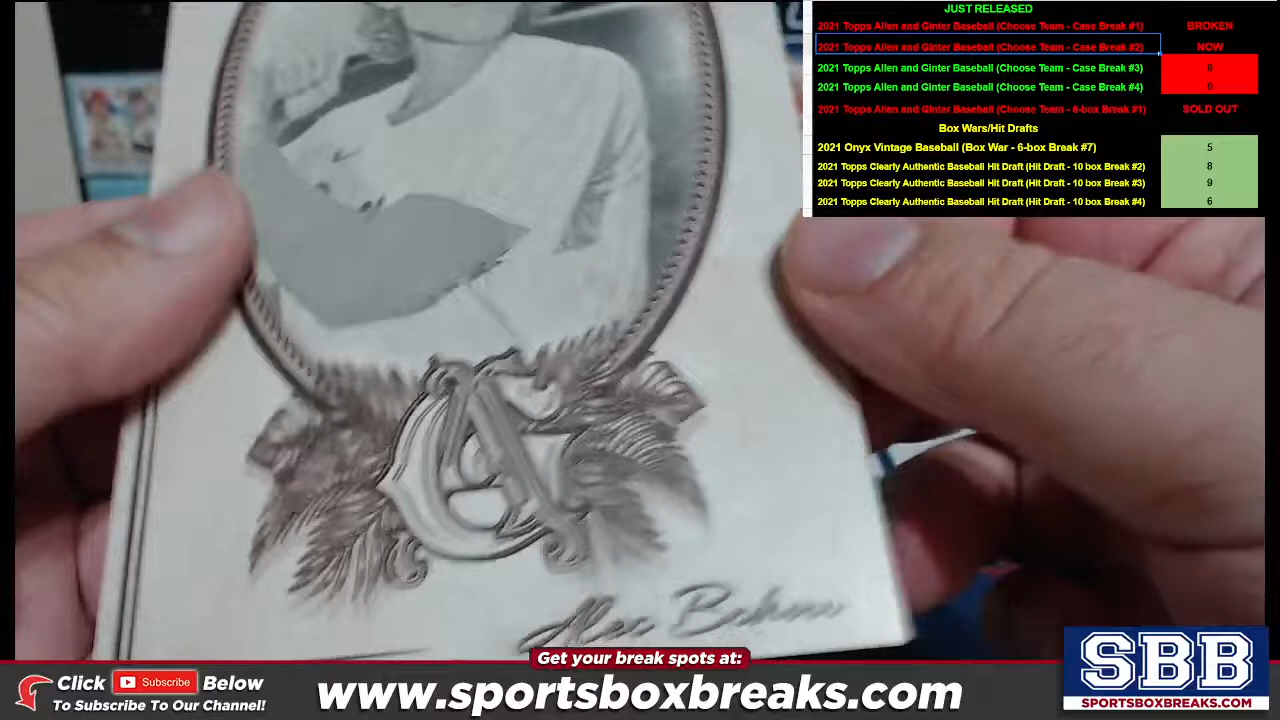 JUST RELEASED
2021 Topps Allen and Ginter Baseball (Choose Team - Case Break #1) BROKEN
2021 Topps Allen and Ginter Baseball (Choose Team - Case Break #2) NOW
2021 Topps Allen and Ginter Baseball (Choose Team - Case Break #3) 9
2021 Topps Allen and Ginter Baseball (Choose Team - Case Break #4) 0
2021 Topps Allen and Ginter Baseball (Choose Team - 6-box Break #1) SOLD OUT
Box Wars/Hit Drafts
2021 Onyx Vintage Baseball (Box War - 6-box Break #7) 5
2021 Topps Clearly Authentic Baseball Hit Draft (Hit Draft - 10 box Break #2) 8
2021 Topps Clearly Authentic Baseball Hit Draft (Hit Draft - 10 box Break #3) 9
2021 Topps Clearly Authentic Baseball Hit Draft (Hit Draft - 10 box Break #4) 6
Alec Bohm
Get your break spots at:
Click Subscribe Below
To Subscribe To Our Channel!
www.sportsboxbreaks.com
SBB
SPORTSBOXBREAKS.COM